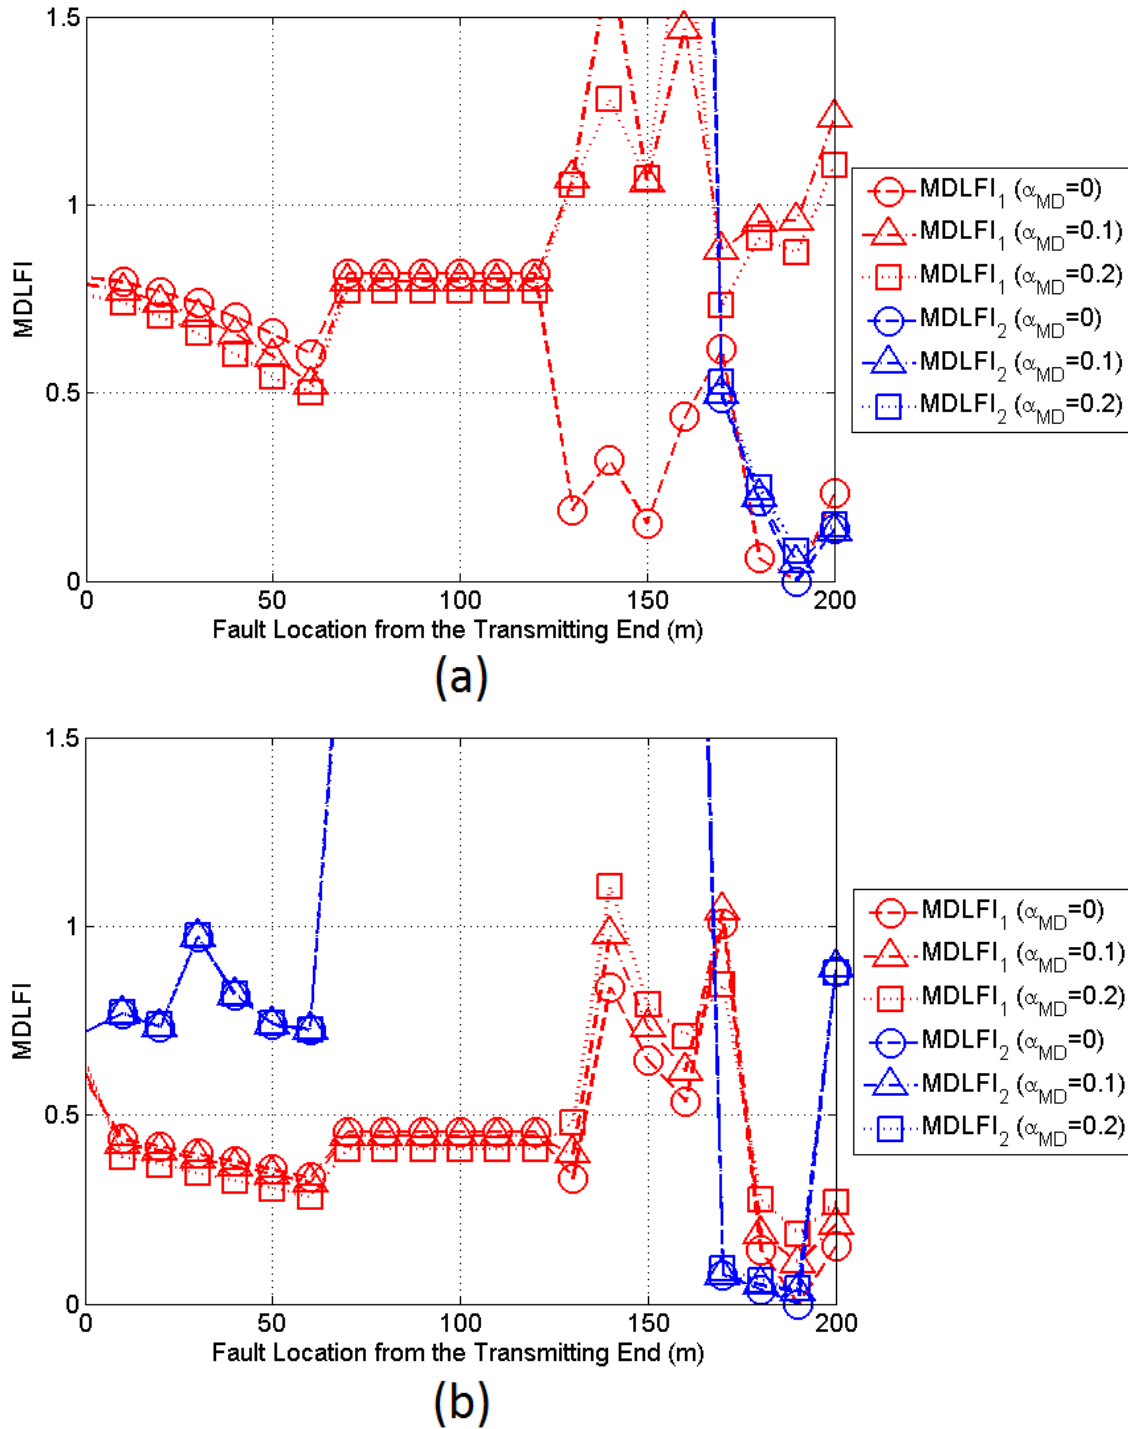 1.5
1
0.5
0
MDLFI
0 50 100 150 200
Fault Location from the Transmitting End (m)
MDLFI₁ (αMD=0)
MDLFI₁ (αMD=0.1)
MDLFI₁ (αMD=0.2)
MDLFI₂ (αMD=0)
MDLFI₂ (αMD=0.1)
MDLFI₂ (αMD=0.2)
(a)
1.5
1
0.5
0
MDLFI
0 50 100 150 200
Fault Location from the Transmitting End (m)
MDLFI₁ (αMD=0)
MDLFI₁ (αMD=0.1)
MDLFI₁ (αMD=0.2)
MDLFI₂ (αMD=0)
MDLFI₂ (αMD=0.1)
MDLFI₂ (αMD=0.2)
(b)